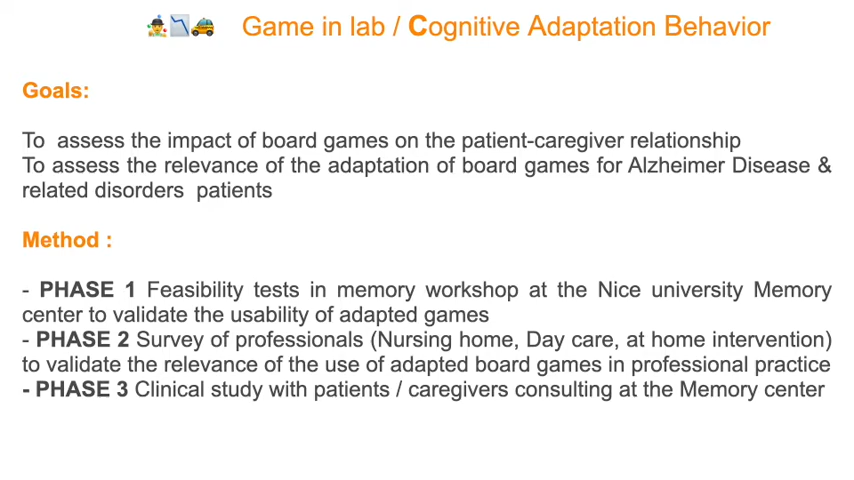 Game in lab / Cognitive Adaptation Behavior
Goals:
To assess the impact of board games on the patient-caregiver relationship
To assess the relevance of the adaptation of board games for Alzheimer Disease &
related disorders patients
Method :
- PHASE 1 Feasibility tests in memory workshop at the Nice university Memory
center to validate the usability of adapted games
- PHASE 2 Survey of professionals (Nursing home, Day care, at home intervention)
to validate the relevance of the use of adapted board games in professional practice
- PHASE 3 Clinical study with patients / caregivers consulting at the Memory center